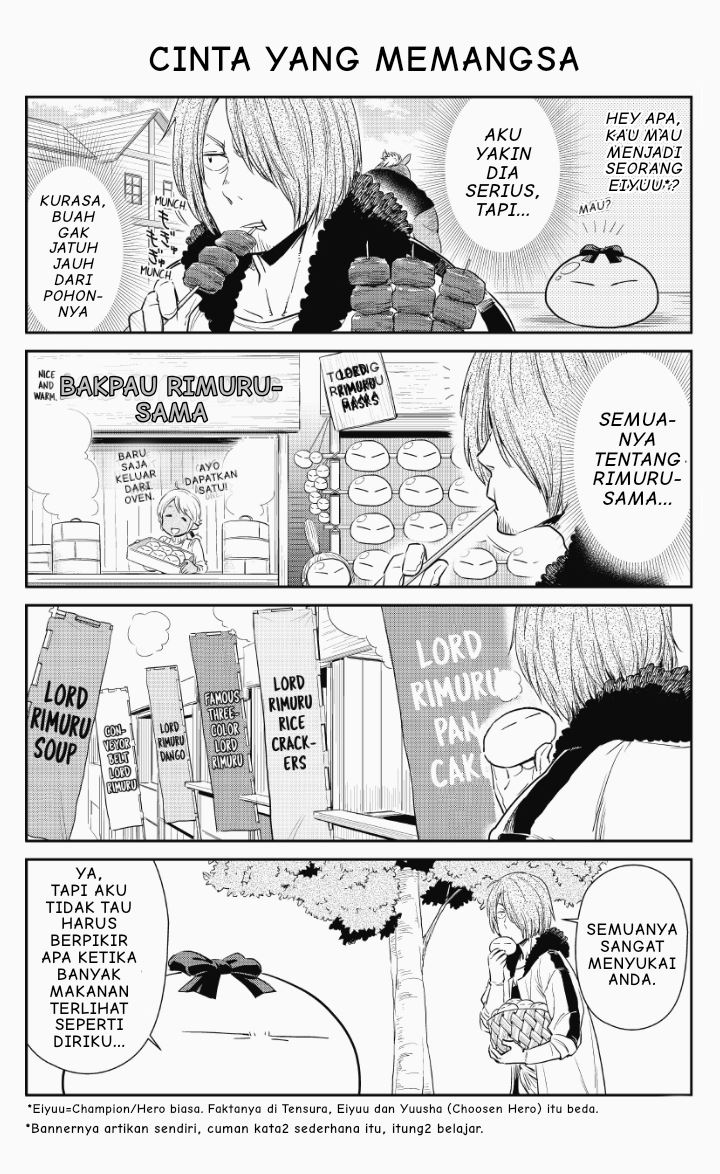 CINTA YANG MEMANGSA
HEY APA,
KAU MAU
MENJADI
SEORANG
EIYUU*?
MAU?
AKU
YAKIN
DIA
SERIUS,
TAPI...
MUNCH
MUNCH
KURASA,
BUAH
GAK
JATUH
JAUH
DARI
POHON-
NYA
NICE
AND
WARM.
BAKPAU RIMURU-
SAMA
BARU
SAJA
KELUAR
DARI
OVEN.
AYO
DAPATKAN
SATU!
LORD
RIMURU
MASKS
SEMUA-
NYA
TENTANG
RIMURU-
SAMA...
LORD
RIMURU
SOUP
CON-
VEYOR
BELT
LORD
RIMURU
LORD
RIMURU
DANGO
FAMOUS
THREE-
COLOR
LORD
RIMURU
LORD
RIMURU
RICE
CRACK-
ERS
LORD
RIMURU
PAN-
CAKE
SEMUANYA
SANGAT
MENYUKAI
ANDA.
YA,
TAPI AKU
TIDAK TAU
HARUS
BERPIKIR
APA KETIKA
BANYAK
MAKANAN
TERLIHAT
SEPERTI
DIRIKU...
*Eiyuu=Champion/Hero biasa. Faktanya di Tensura, Eiyuu dan Yuusha (Choosen Hero) itu beda.
*Bannernya artikan sendiri, cuman kata2 sederhana itu, itung2 belajar.